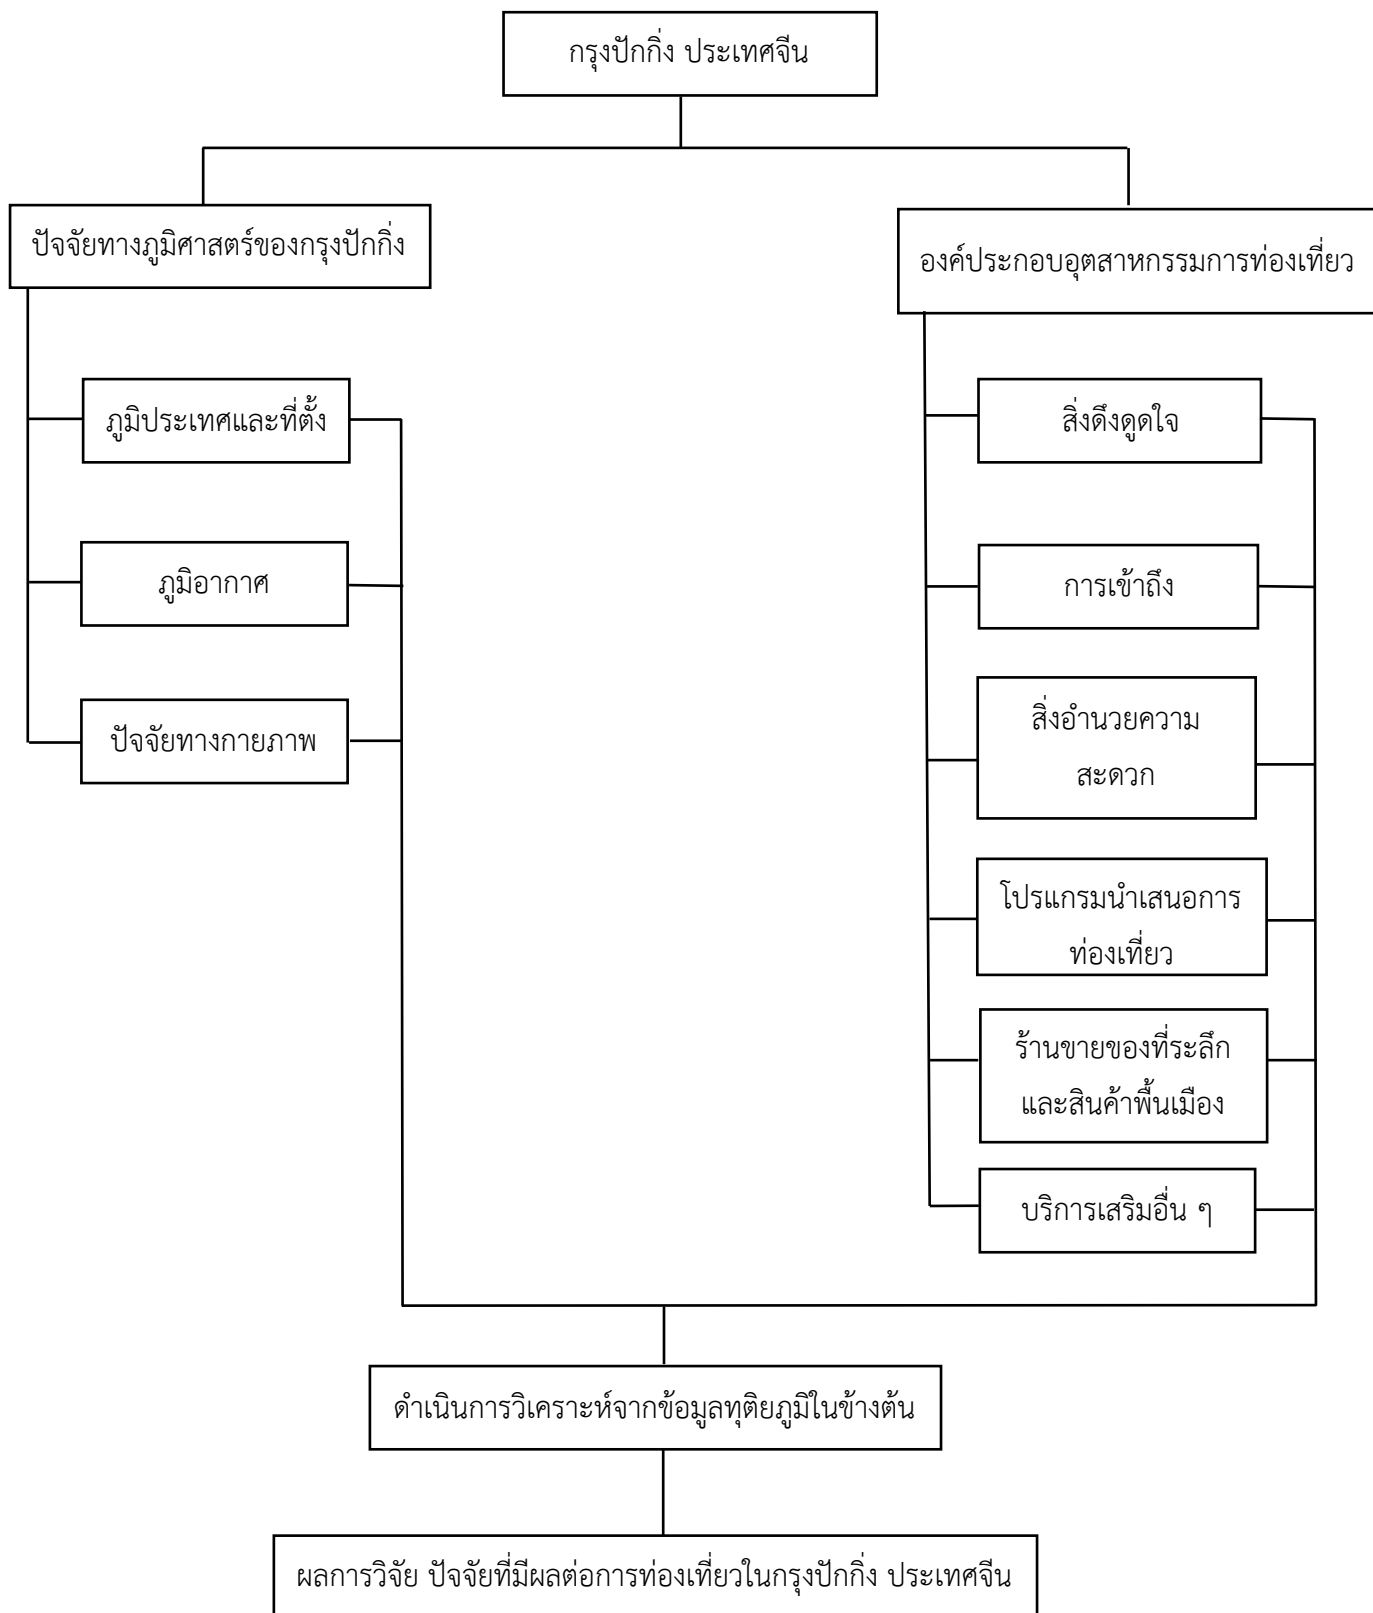 กรุงปักกิ่ง ประเทศจีน
ปัจจัยทางภูมิศาสตร์ของกรุงปักกิ่ง
ภูมิประเทศและที่ตั้ง
ภูมิอากาศ
ปัจจัยทางกายภาพ
องค์ประกอบอุตสาหกรรมการท่องเที่ยว
สิ่งดึงดูดใจ
การเข้าถึง
สิ่งอำนวยความ
สะดวก
โปรแกรมนำเสนอการ
ท่องเที่ยว
ร้านขายของที่ระลึก
และสินค้าพื้นเมือง
บริการเสริมอื่น ๆ
ดำเนินการวิเคราะห์จากข้อมูลทุติยภูมิในข้างต้น
ผลการวิจัย ปัจจัยที่มีผลต่อการท่องเที่ยวในกรุงปักกิ่ง ประเทศจีน